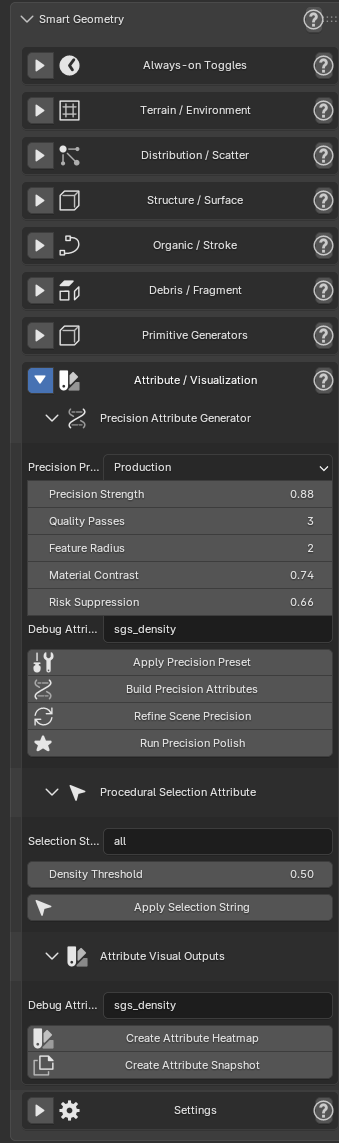 Smart Geometry
Always-on Toggles
Terrain / Environment
Distribution / Scatter
Structure / Surface
Organic / Stroke
Debris / Fragment
Primitive Generators
Attribute / Visualization
Precision Attribute Generator
Precision Pr... Production
Precision Strength 0.88
Quality Passes 3
Feature Radius 2
Material Contrast 0.74
Risk Suppression 0.66
Debug Attri... sgs_density
Apply Precision Preset
Build Precision Attributes
Refine Scene Precision
Run Precision Polish
Procedural Selection Attribute
Selection St... all
Density Threshold 0.50
Apply Selection String
Attribute Visual Outputs
Debug Attri... sgs_density
Create Attribute Heatmap
Create Attribute Snapshot
Settings